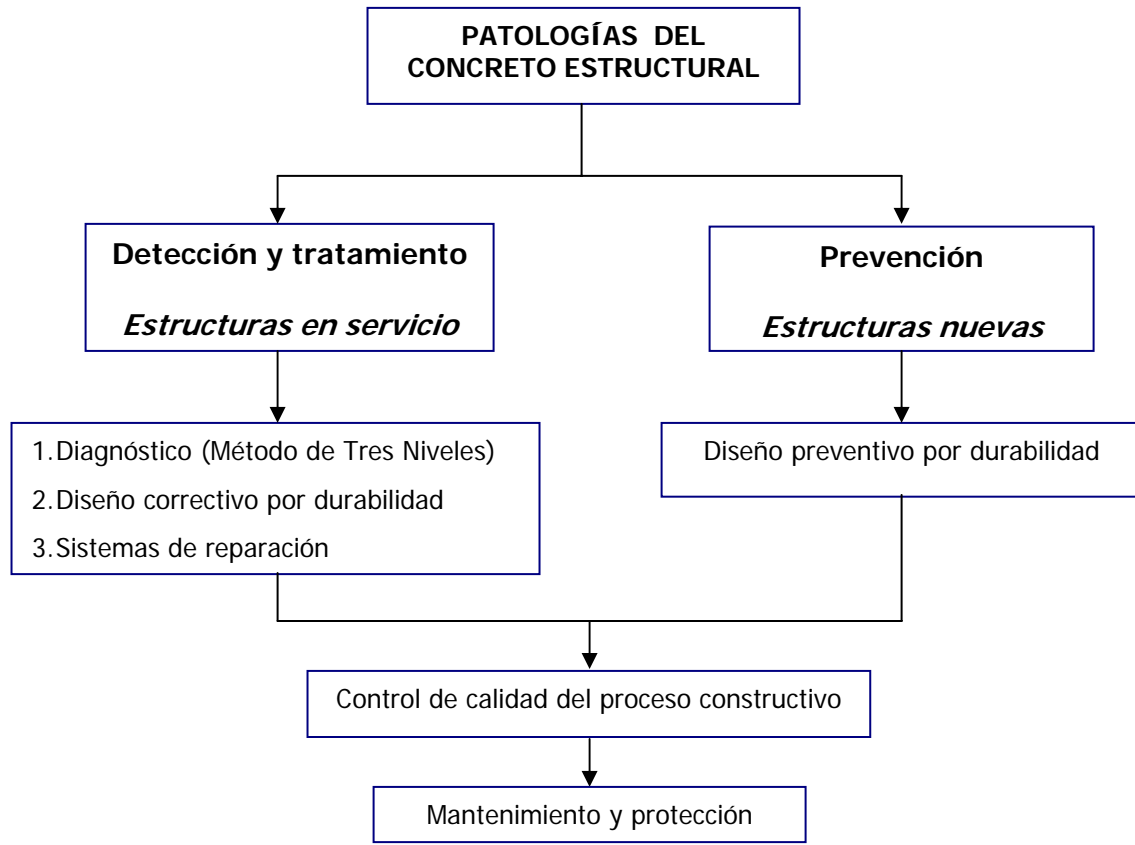 PATOLOGÍAS DEL
CONCRETO ESTRUCTURAL
Detección y tratamiento
Estructuras en servicio
Prevención
Estructuras nuevas
1.Diagnóstico (Método de Tres Niveles)
2.Diseño correctivo por durabilidad
3.Sistemas de reparación
Diseño preventivo por durabilidad
Control de calidad del proceso constructivo
Mantenimiento y protección